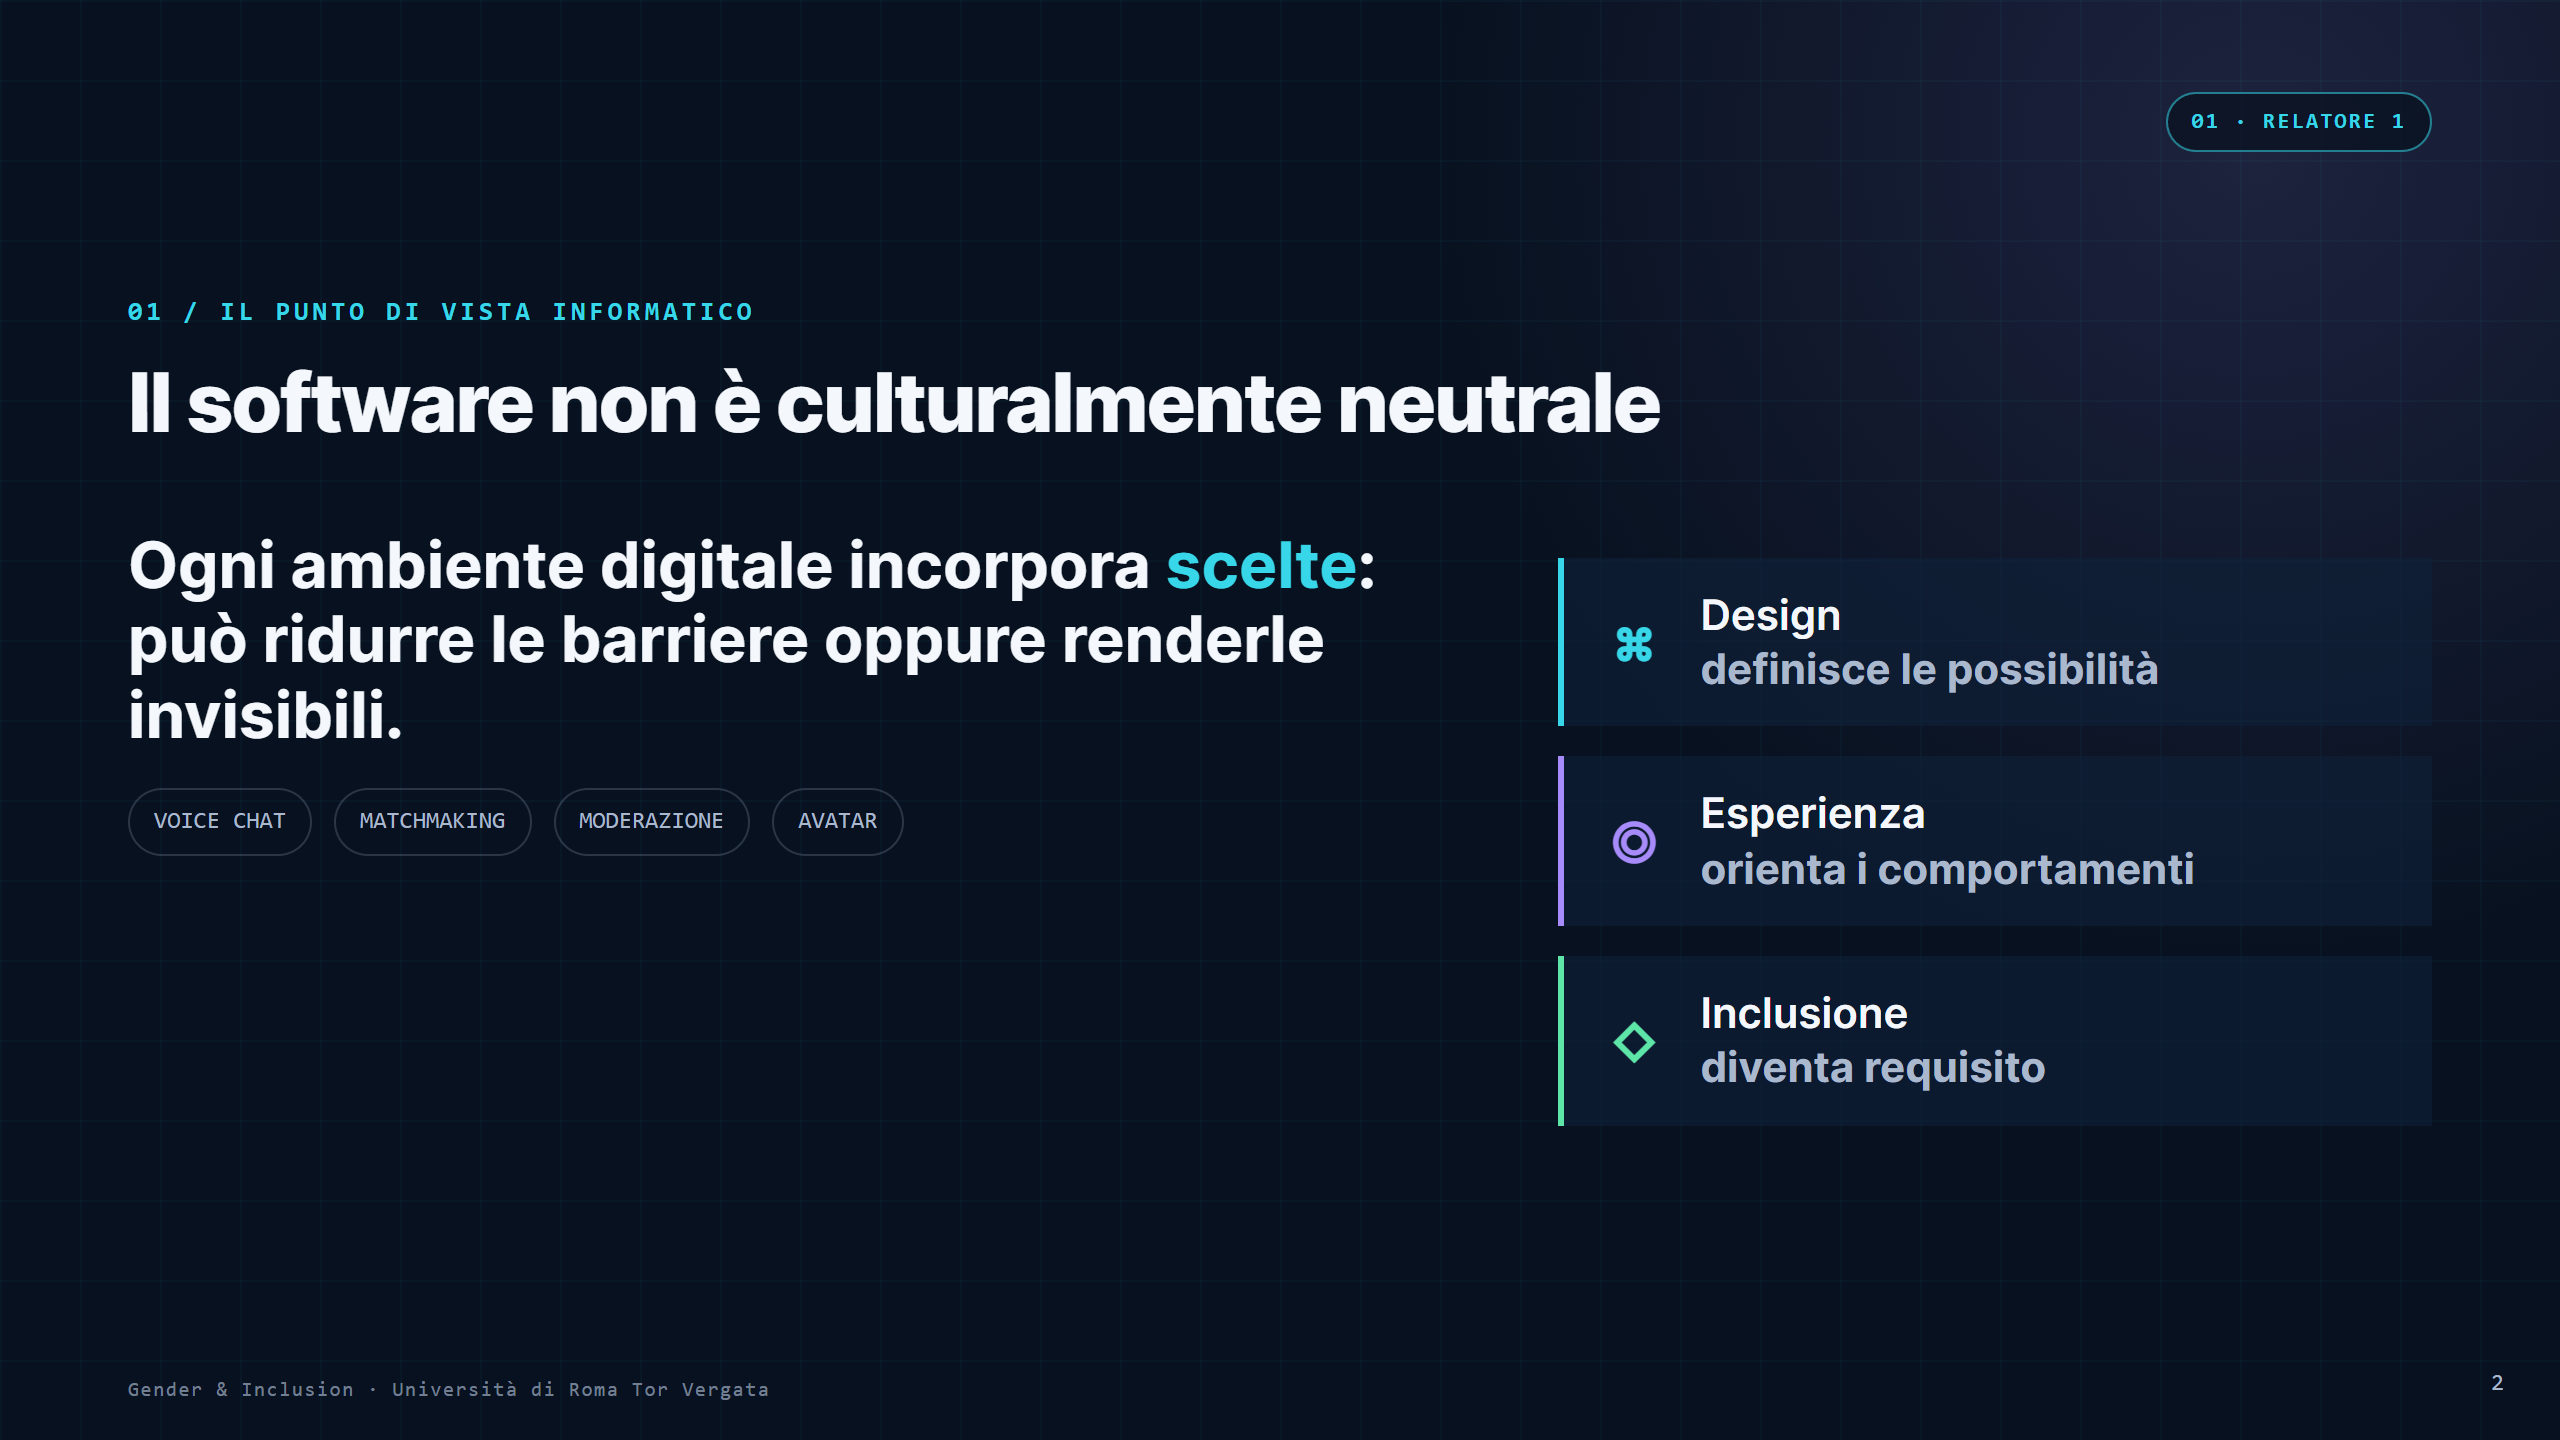 01 · RELATORE 1
01 / IL PUNTO DI VISTA INFORMATICO
Il software non è culturalmente neutrale
Ogni ambiente digitale incorpora scelte:
può ridurre le barriere oppure renderle
invisibili.
VOICE CHAT
MATCHMAKING
MODERAZIONE
AVATAR
⌘
Design
definisce le possibilità
◎
Esperienza
orienta i comportamenti
◇
Inclusione
diventa requisito
Gender & Inclusion · Università di Roma Tor Vergata
2